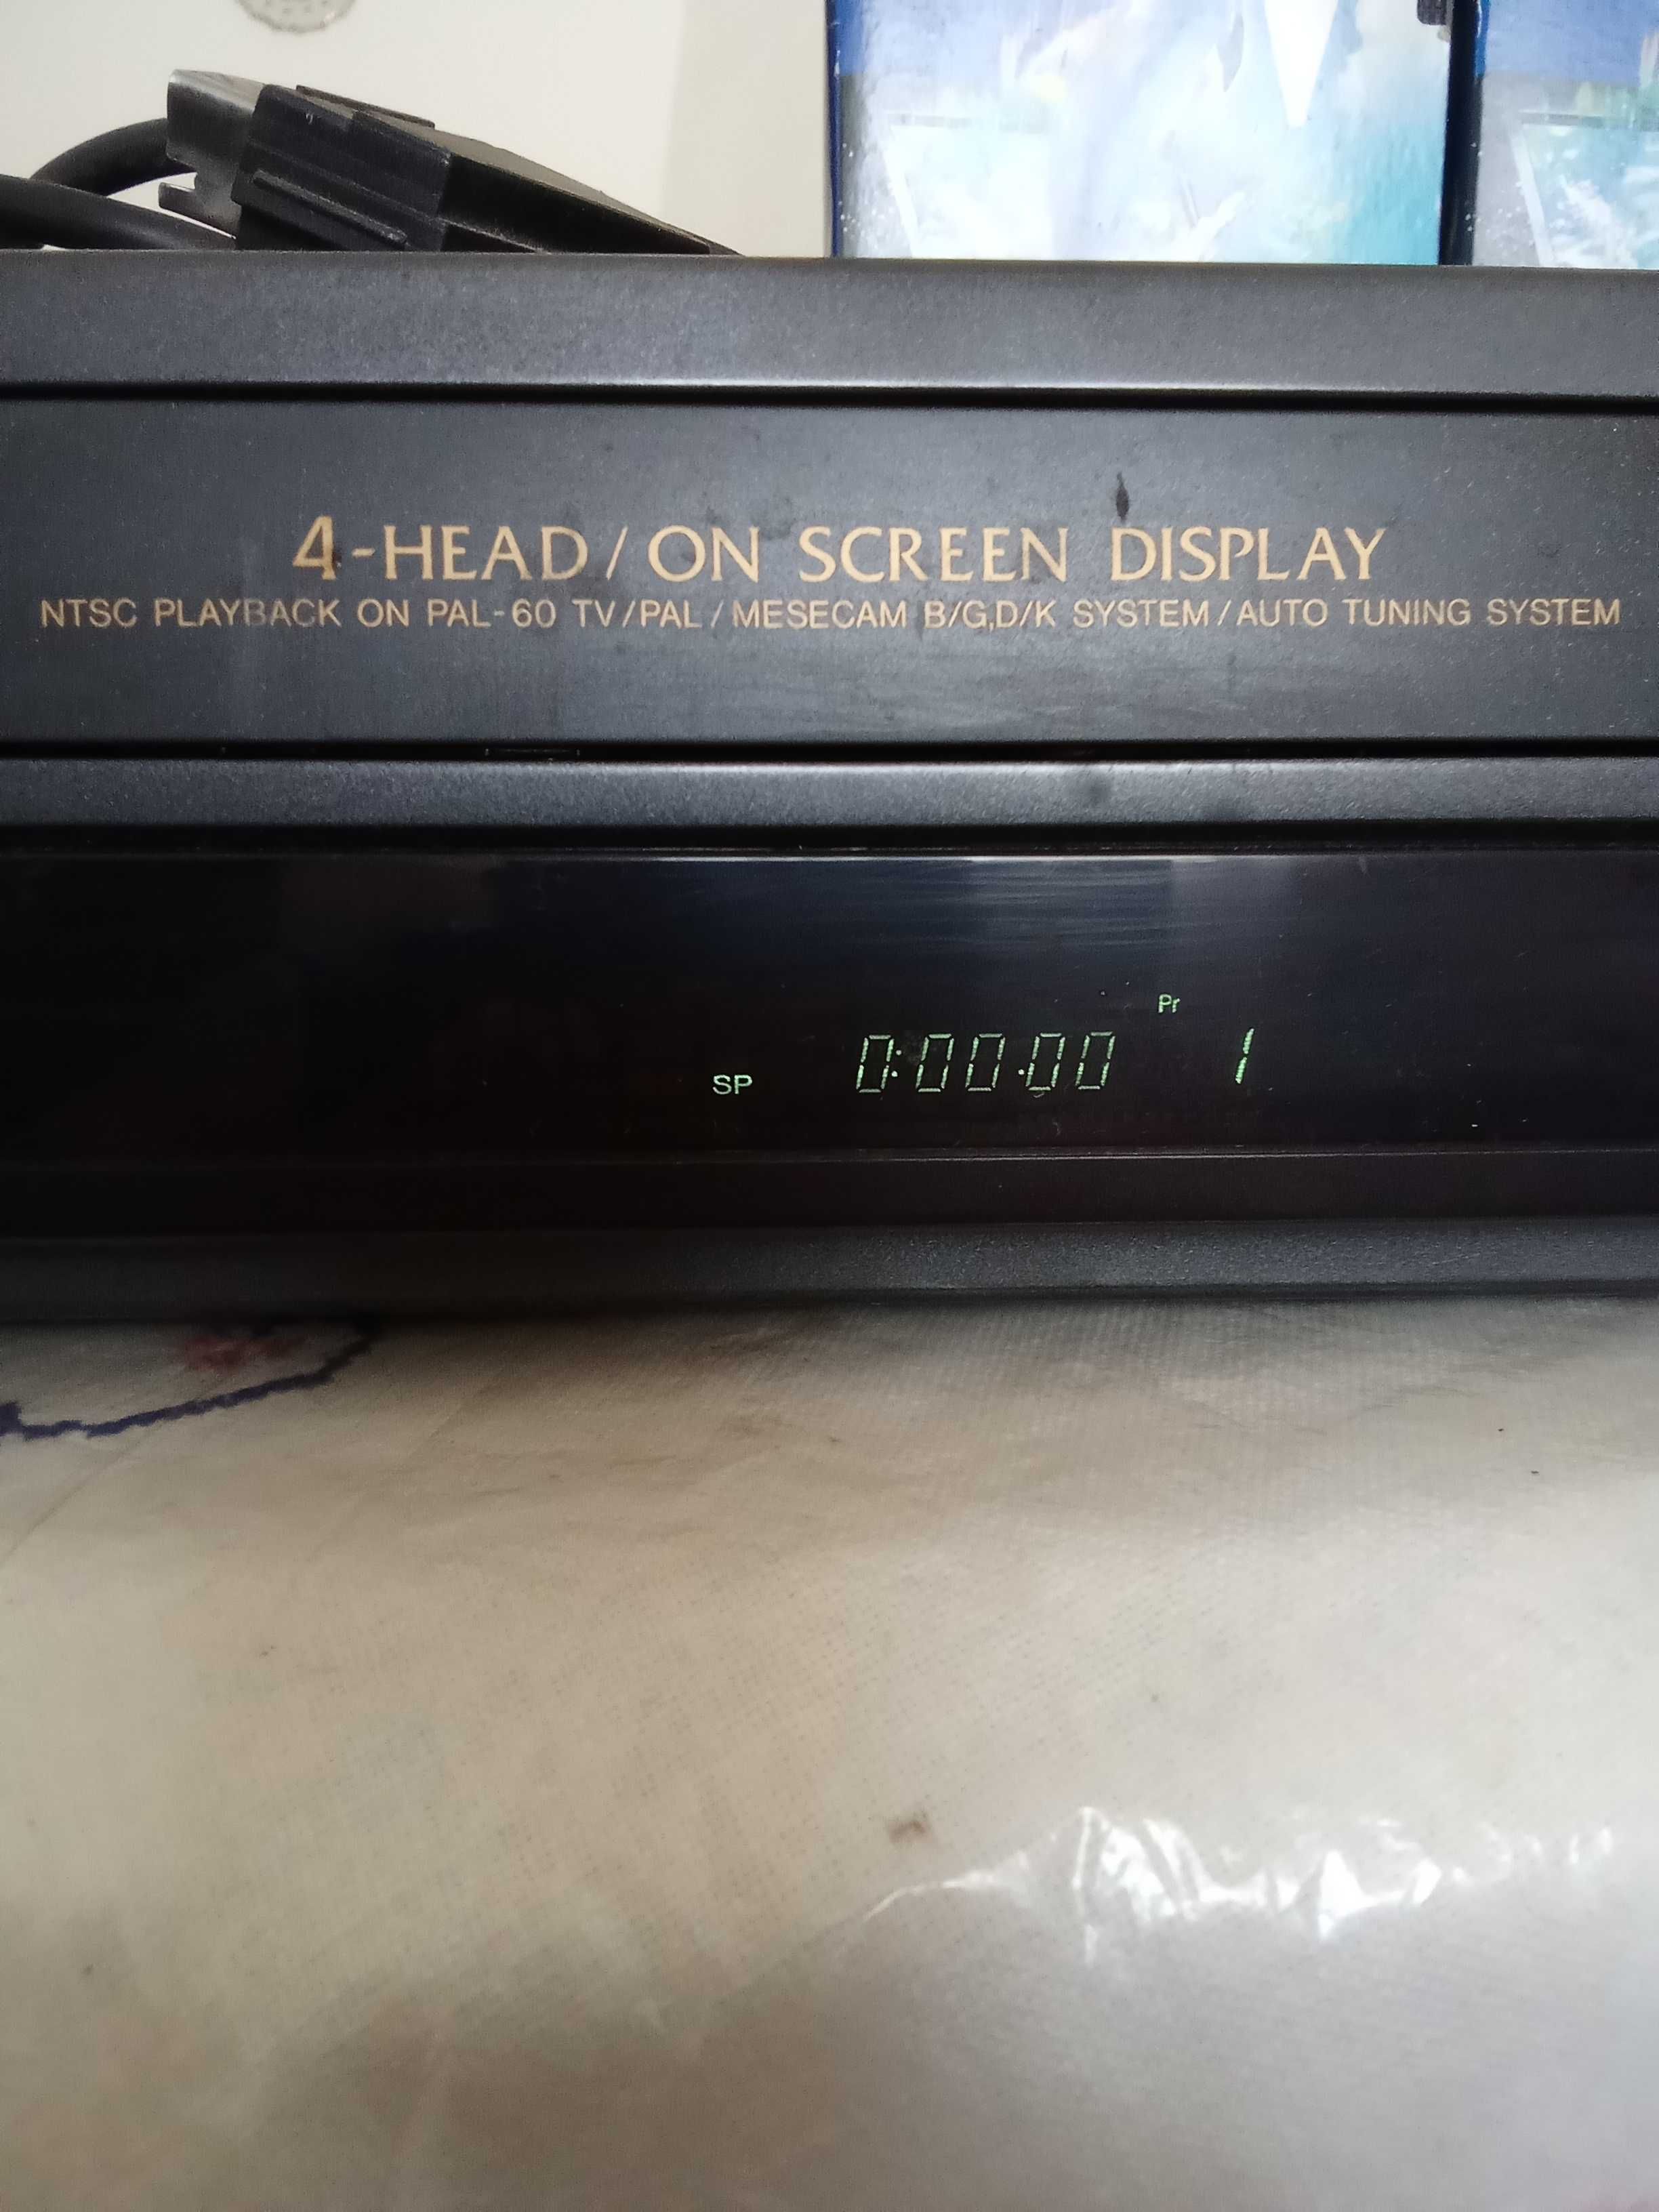 4-HEAD/ON SCREEN DISPLAY
NTSC PLAYBACK ON PAL-60 TV/PAL/MESECAM B/G,D/K SYSTEM/AUTO TUNING SYSTEM
Pr
SP 0:00:00 1